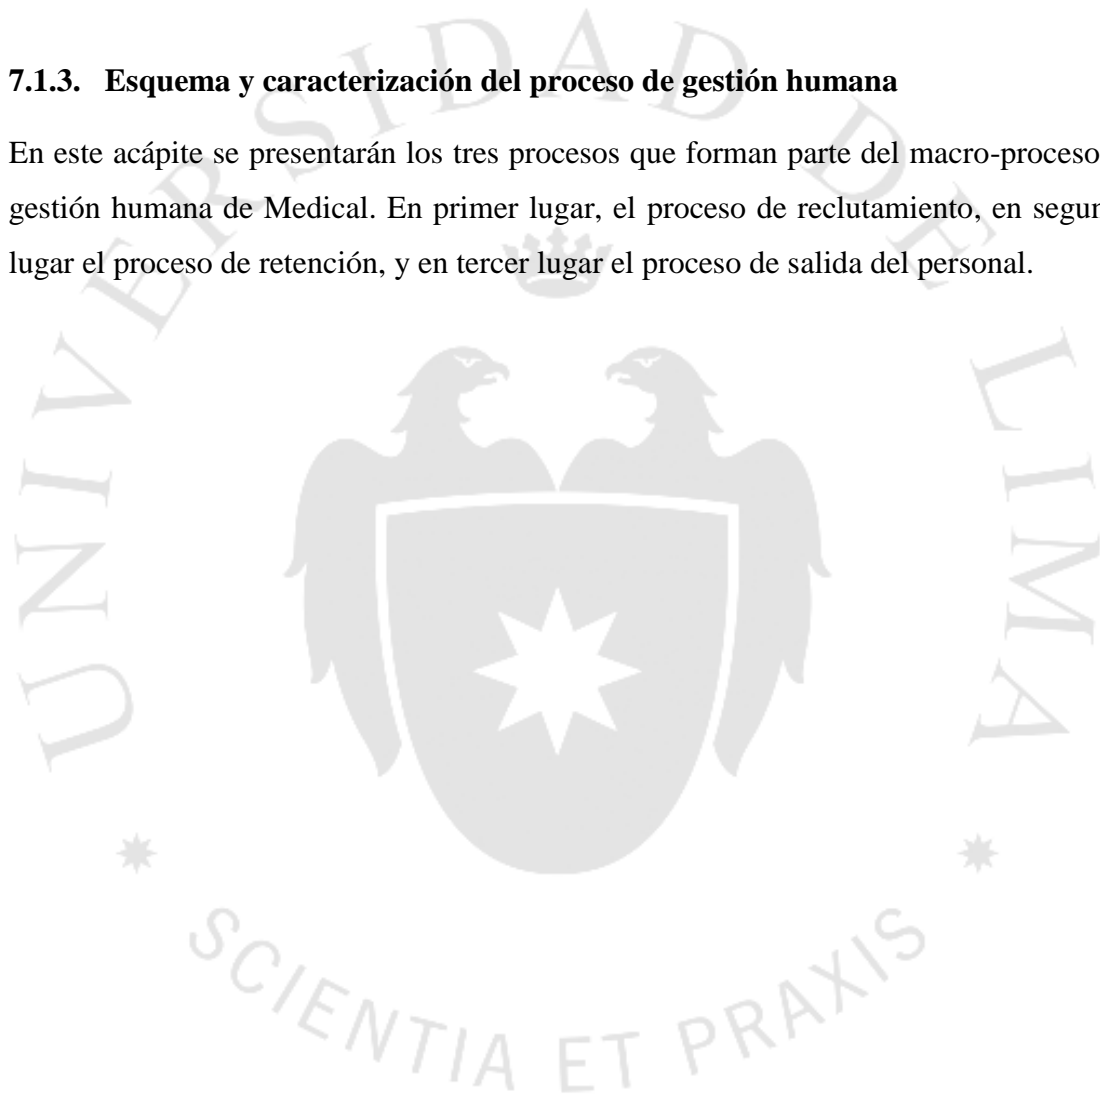 7.1.3. Esquema y caracterización del proceso de gestión humana
En este acápite se presentarán los tres procesos que forman parte del macro-proceso
gestión humana de Medical. En primer lugar, el proceso de reclutamiento, en segun
lugar el proceso de retención, y en tercer lugar el proceso de salida del personal.
UNIVERSIDAD DE LIMA
SCIENTIA ET PRAXIS